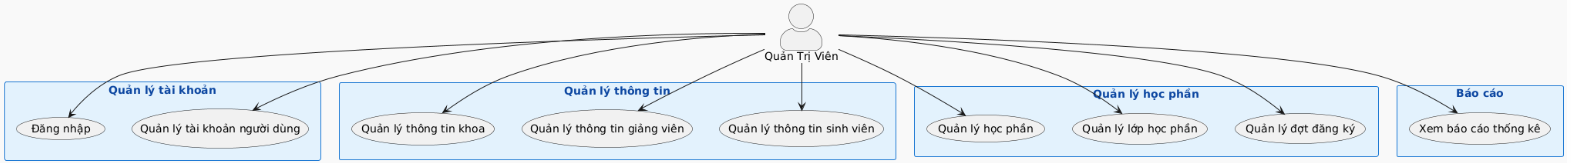 Quản Trị Viên
Quản lý tài khoản
Đăng nhập
Quản lý tài khoản người dùng
Quản lý thông tin
Quản lý thông tin khoa
Quản lý thông tin giảng viên
Quản lý thông tin sinh viên
Quản lý học phần
Quản lý học phần
Quản lý lớp học phần
Quản lý đợt đăng ký
Báo cáo
Xem báo cáo thống kê